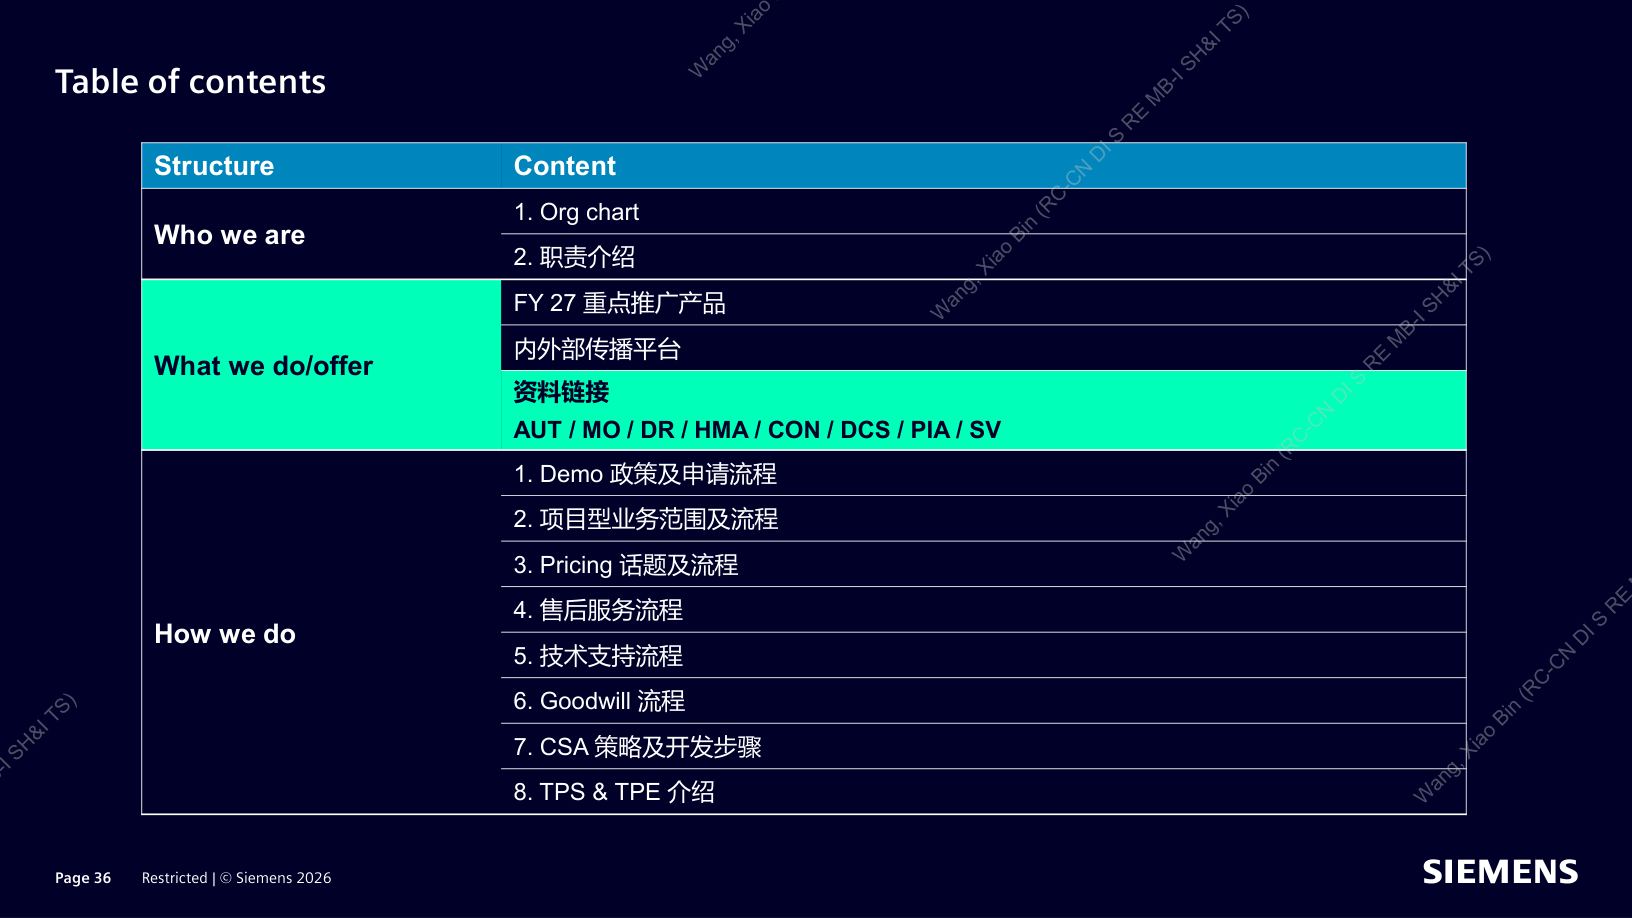 Table of contents
Structure
Content
Who we are
1. Org chart
2. 职责介绍
What we do/offer
FY 27 重点推广产品
内外部传播平台
资料链接
AUT / MO / DR / HMA / CON / DCS / PIA / SV
How we do
1. Demo 政策及申请流程
2. 项目型业务范围及流程
3. Pricing 话题及流程
4. 售后服务流程
5. 技术支持流程
6. Goodwill 流程
7. CSA 策略及开发步骤
8. TPS & TPE 介绍
Page 36
Restricted | © Siemens 2026
SIEMENS
Wang, Xiao
Wang, Xiao Bin (RC-CN DI S RE MB-I SH&I TS)
Wang, Xiao Bin (RC-CN DI S RE MB-I SH&I TS)
Wang, Xiao Bin (RC-CN DI S RE
-I SH&I TS)